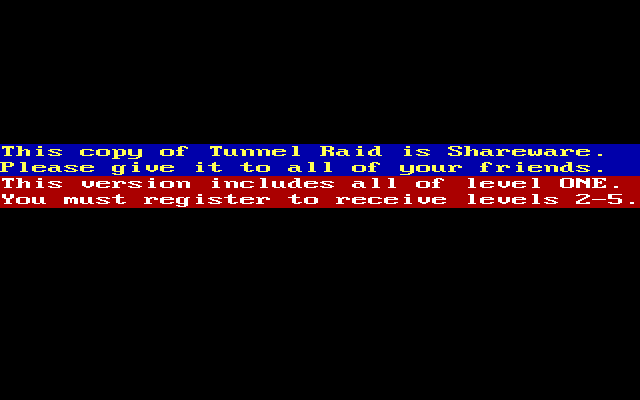 This copy of Tunnel Raid is Shareware.
Please give it to all of your friends.
This version includes all of level ONE.
You must register to receive levels 2-5.